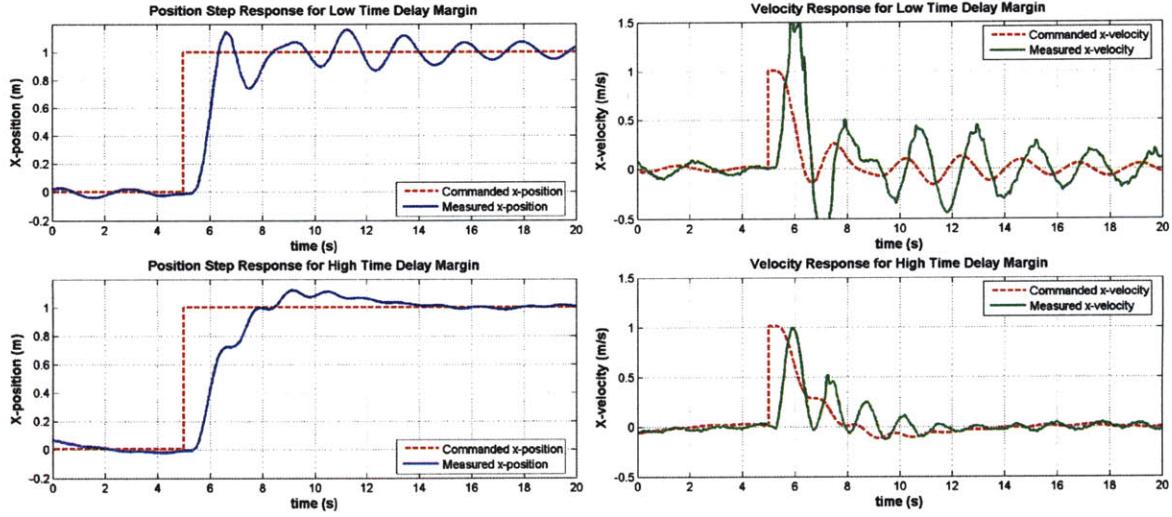 Position Step Response for Low Time Delay Margin
X-position (m)
1
0.8
0.6
0.4
0.2
0
-0.2
0 2 4 6 8 10 12 14 16 18 20
time (s)
Commanded x-position
Measured x-position
Velocity Response for Low Time Delay Margin
X-velocity (m/s)
1.5
1
0.5
0
-0.5
0 2 4 6 8 10 12 14 16 18 20
time (s)
Commanded x-velocity
Measured x-velocity
Position Step Response for High Time Delay Margin
X-position (m)
1
0.8
0.6
0.4
0.2
0
-0.2
0 2 4 6 8 10 12 14 16 18 20
time (s)
Commanded x-position
Measured x-position
Velocity Response for High Time Delay Margin
X-velocity (m/s)
1.5
1
0.5
0
-0.5
0 2 4 6 8 10 12 14 16 18 20
time (s)
Commanded x-velocity
Measured x-velocity